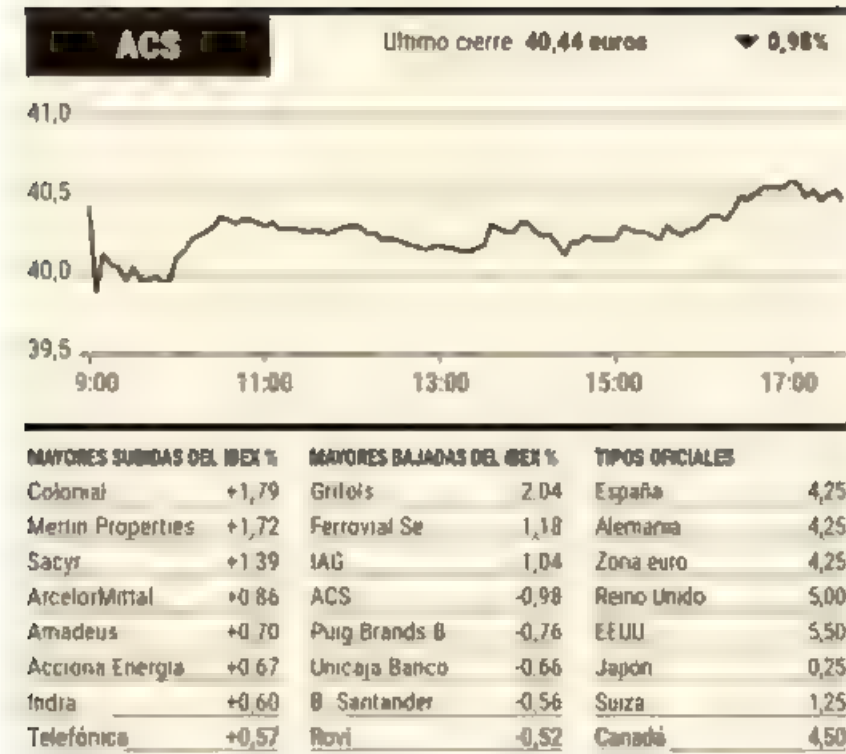 ACS
Ultimo cierre 40,44 euros ▼ 0,98%
41,0
40,5
40,0
39,5
9:00 11:00 13:00 15:00 17:00
MAYORES SUBIDAS DEL IBEX %
Colonial +1,79
Merlin Properties +1,72
Sacyr +1 39
ArcelorMittal +0 86
Amadeus +0 70
Acciona Energía +0 67
Indra +0,60
Telefónica +0,57
MAYORES BAJADAS DEL IBEX %
Grifols 2.04
Ferrovial Se 1,18
IAG 1,04
ACS -0,98
Puig Brands B -0,76
Unicaja Banco -0.66
B Santander -0,56
Rovi -0,52
TIPOS OFICIALES
España 4,25
Alemania 4,25
Zona euro 4,25
Reino Unido 5,00
EEUU 5,50
Japón 0,25
Suiza 1,25
Canadá 4,50